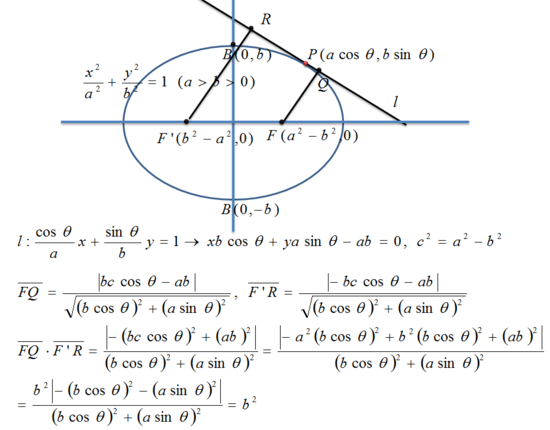 R
B(0,b)
P(a cos θ,b sin θ)
x²/a² + y²/b² = 1 (a > b > 0)
Q
l
F'(b² − a²,0) F(a² − b²,0)
B(0,−b)
l : cos θ/a x + sin θ/b y = 1 → xb cos θ + ya sin θ − ab = 0, c² = a² − b²
F̅Q̅ = |bc cos θ − ab| / √((b cos θ)² + (a sin θ)²) , F̅'̅R̅ = |− bc cos θ − ab| / √((b cos θ)² + (a sin θ)²)
F̅Q̅ · F̅'̅R̅ = |− (bc cos θ)² + (ab)²| / ((b cos θ)² + (a sin θ)²) = |− a²(b cos θ)² + b²(b cos θ)² + (ab)²| / ((b cos θ)² + (a sin θ)²)
= b²|− (b cos θ)² − (a sin θ)²| / ((b cos θ)² + (a sin θ)²) = b²